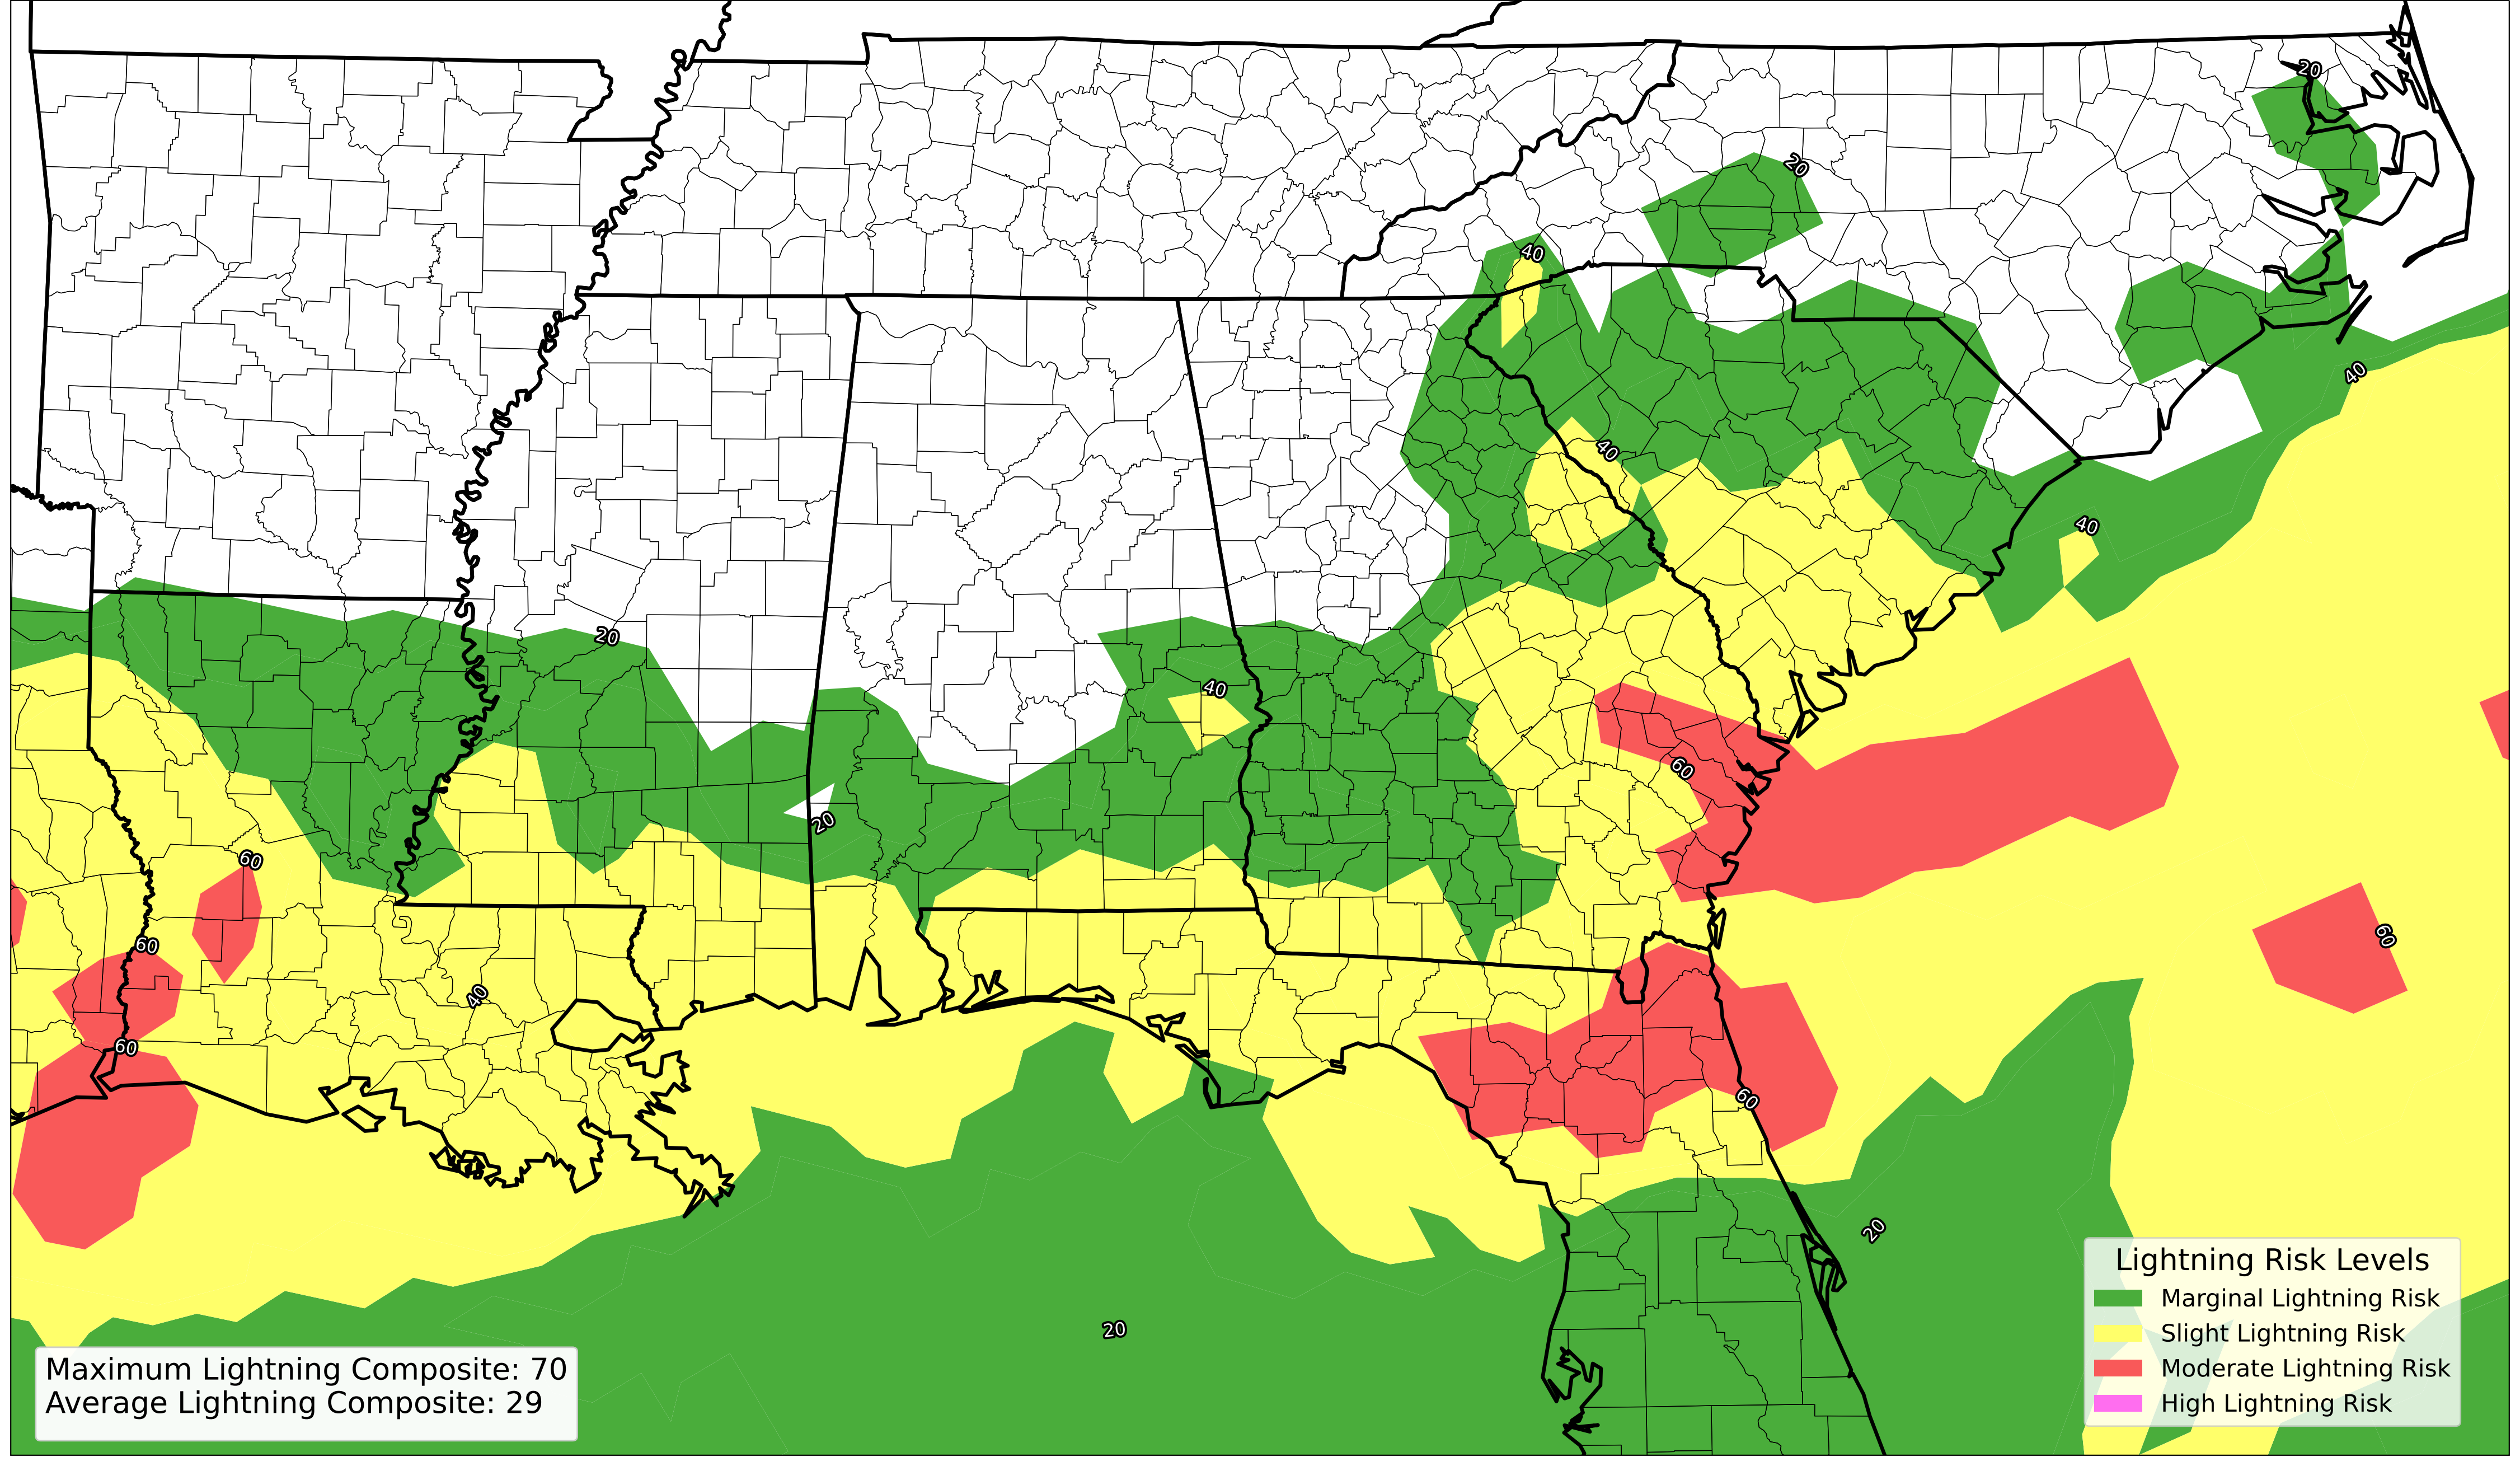 20
20
40
40
40
40
20
40
60
20
60
60
60
40
60
60
20
20
Lightning Risk Levels
Marginal Lightning Risk
Slight Lightning Risk
Moderate Lightning Risk
High Lightning Risk
Maximum Lightning Composite: 70
Average Lightning Composite: 29